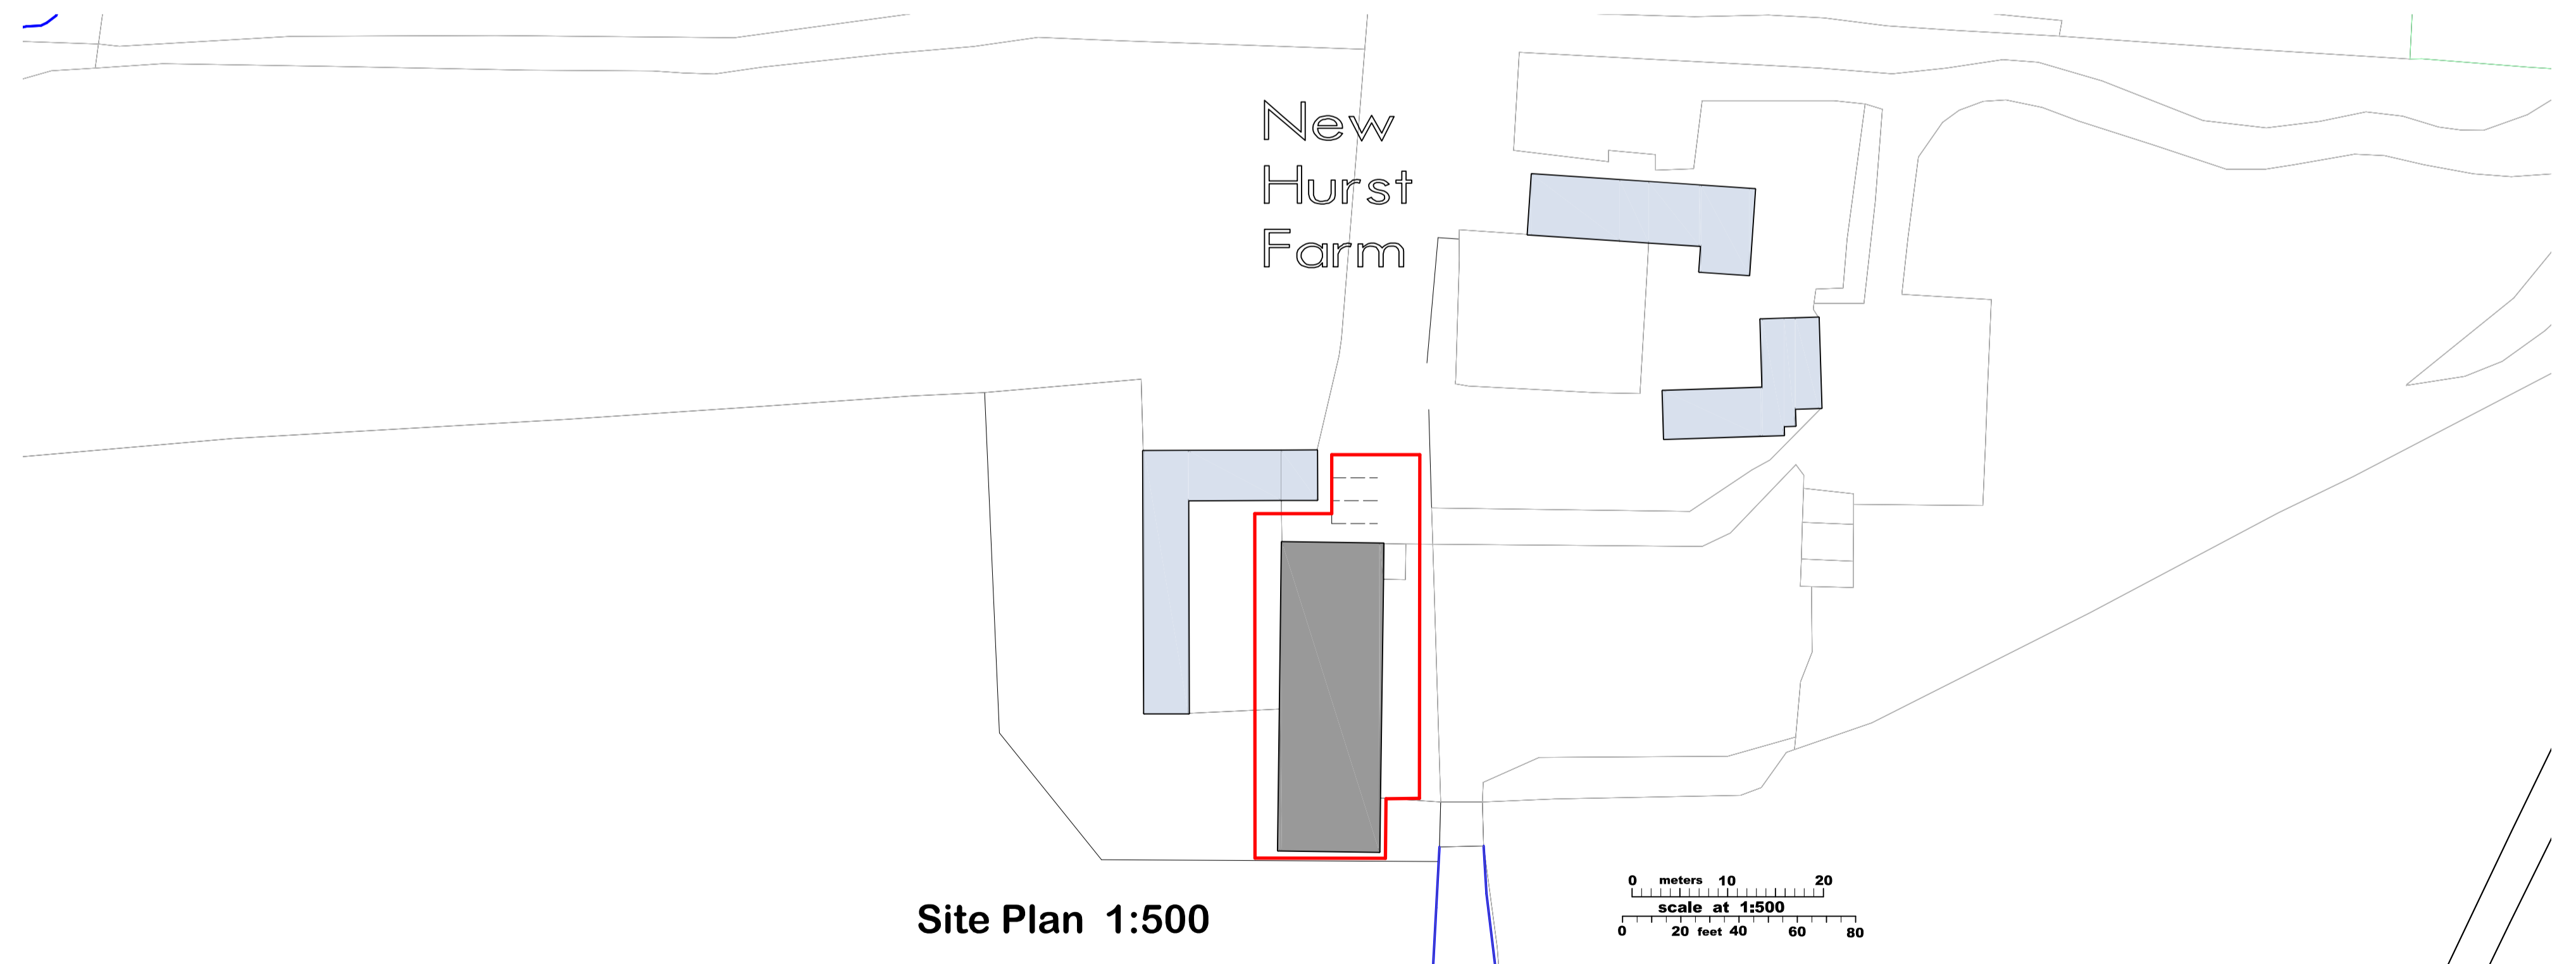 New
Hurst
Farm
Site Plan 1:500
0 meters 10 20
scale at 1:500
0 20 feet 40 60 80